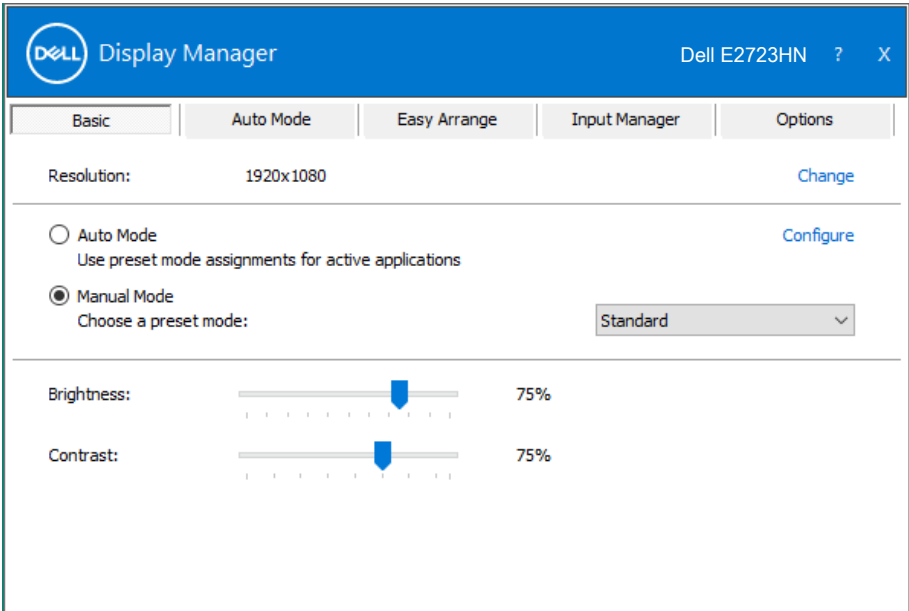 DELL Display Manager Dell E2723HN ? X
Basic Auto Mode Easy Arrange Input Manager Options
Resolution: 1920x1080 Change
Auto Mode Configure
Use preset mode assignments for active applications
Manual Mode
Choose a preset mode: Standard
Brightness: 75%
Contrast: 75%